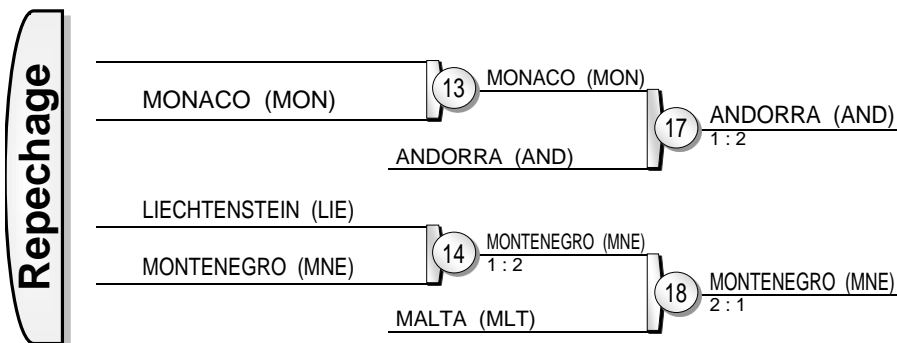 Repechage
MONACO (MON)
13
MONACO (MON)
ANDORRA (AND)
17
ANDORRA (AND)
1 : 2
LIECHTENSTEIN (LIE)
MONTENEGRO (MNE)
14
MONTENEGRO (MNE)
1 : 2
MALTA (MLT)
18
MONTENEGRO (MNE)
2 : 1